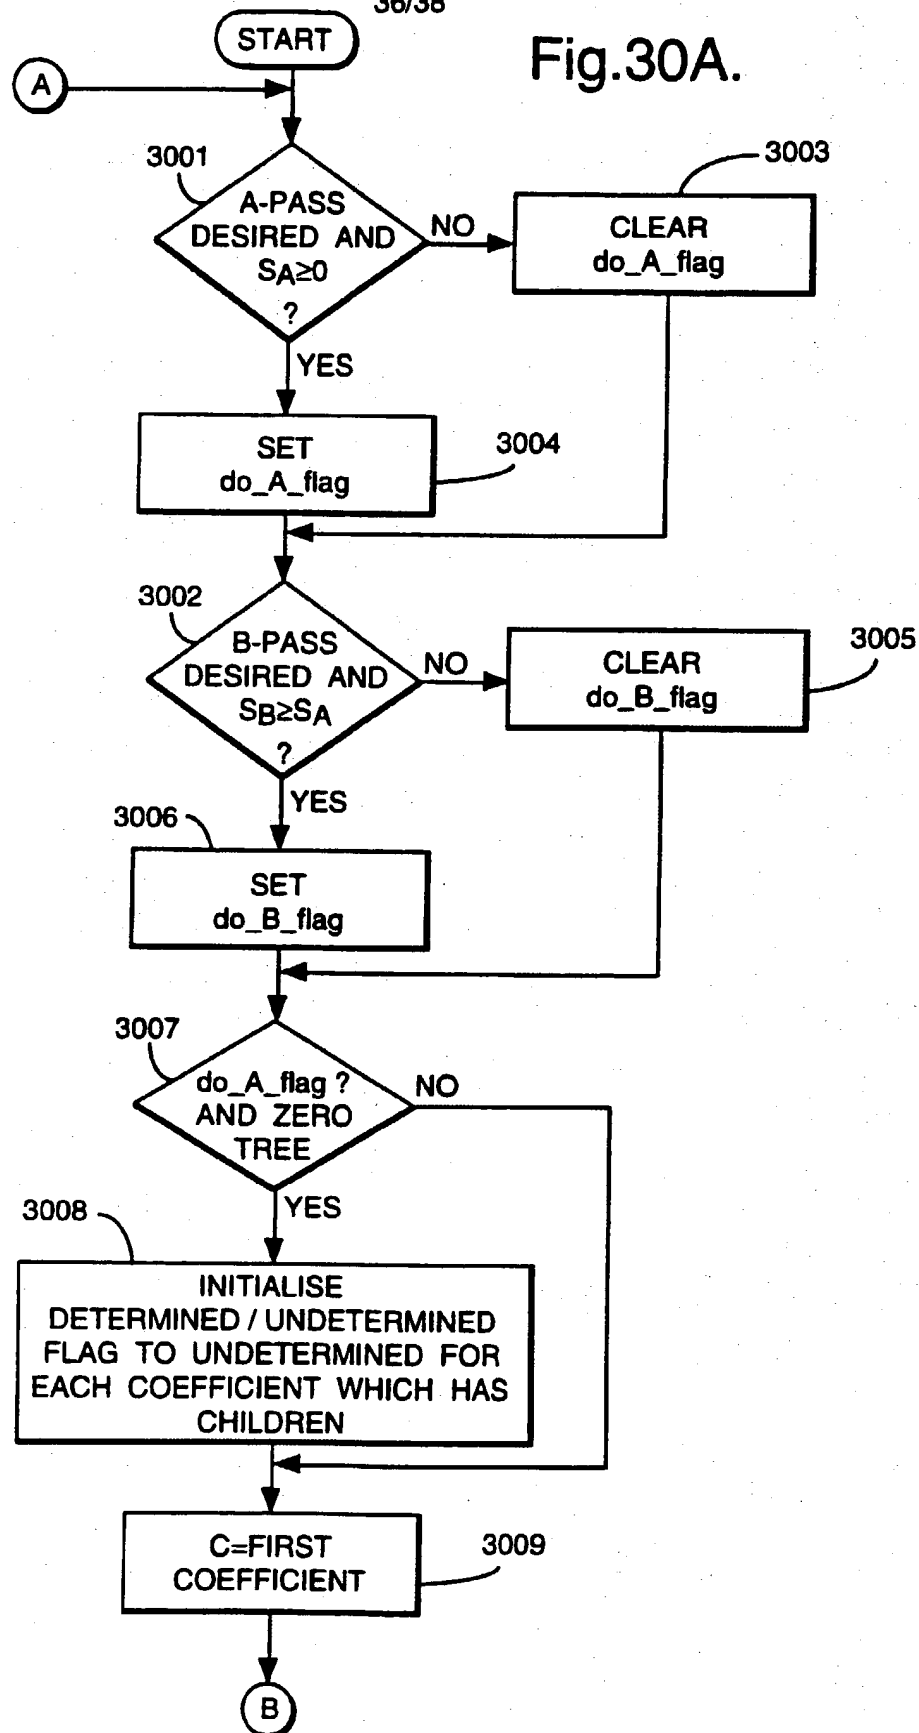 36/38
START
Fig.30A.
A
3001
3003
A-PASS
DESIRED AND
SA≥0
?
NO
CLEAR
do_A_flag
YES
SET
do_A_flag
3004
3002
B-PASS
DESIRED AND
SB≥SA
?
NO
CLEAR
do_B_flag
3005
YES
3006
SET
do_B_flag
3007
do_A_flag ?
AND ZERO
TREE
NO
YES
3008
INITIALISE
DETERMINED / UNDETERMINED
FLAG TO UNDETERMINED FOR
EACH COEFFICIENT WHICH HAS
CHILDREN
C=FIRST
COEFFICIENT
3009
B